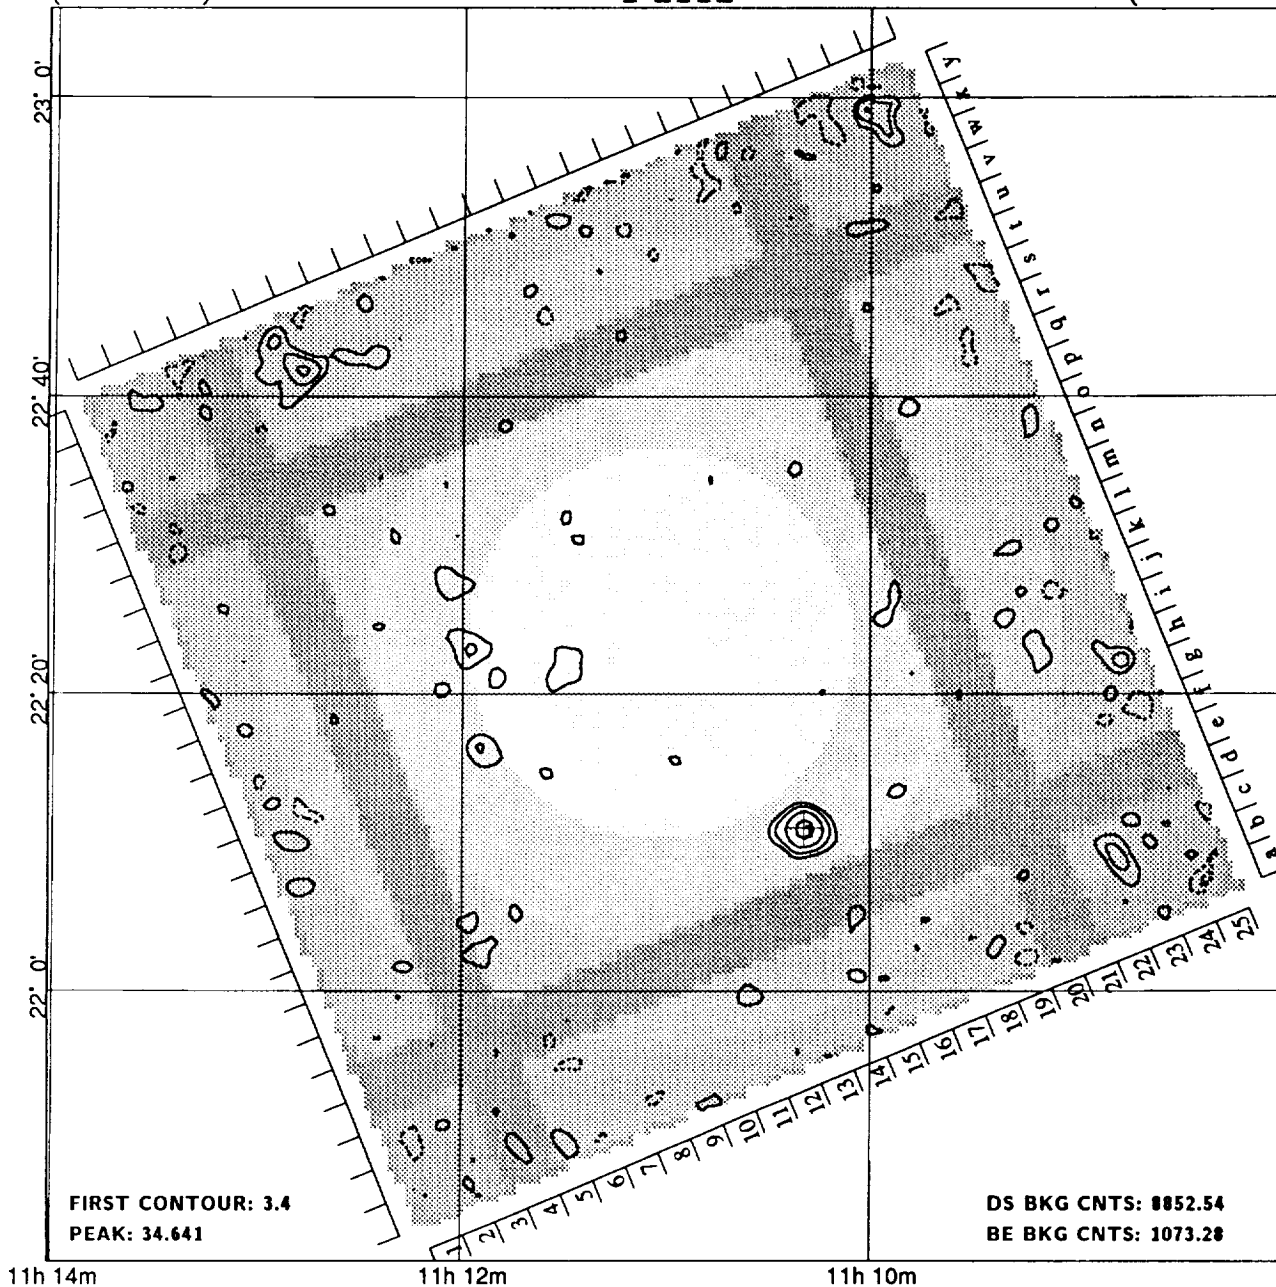 23° 0'
22° 40'
22° 20'
22° 0'
y
x
w
v
u
t
s
r
q
p
o
n
m
l
k
j
i
h
g
f
e
d
c
b
a
1 2 3 4 5 6 7 8 9 10 11 12 13 14 15 16 17 18 19 20 21 22 23 24 25
FIRST CONTOUR: 3.4
PEAK: 34.641
DS BKG CNTS: 8852.54
BE BKG CNTS: 1073.28
11h 14m 11h 12m 11h 10m